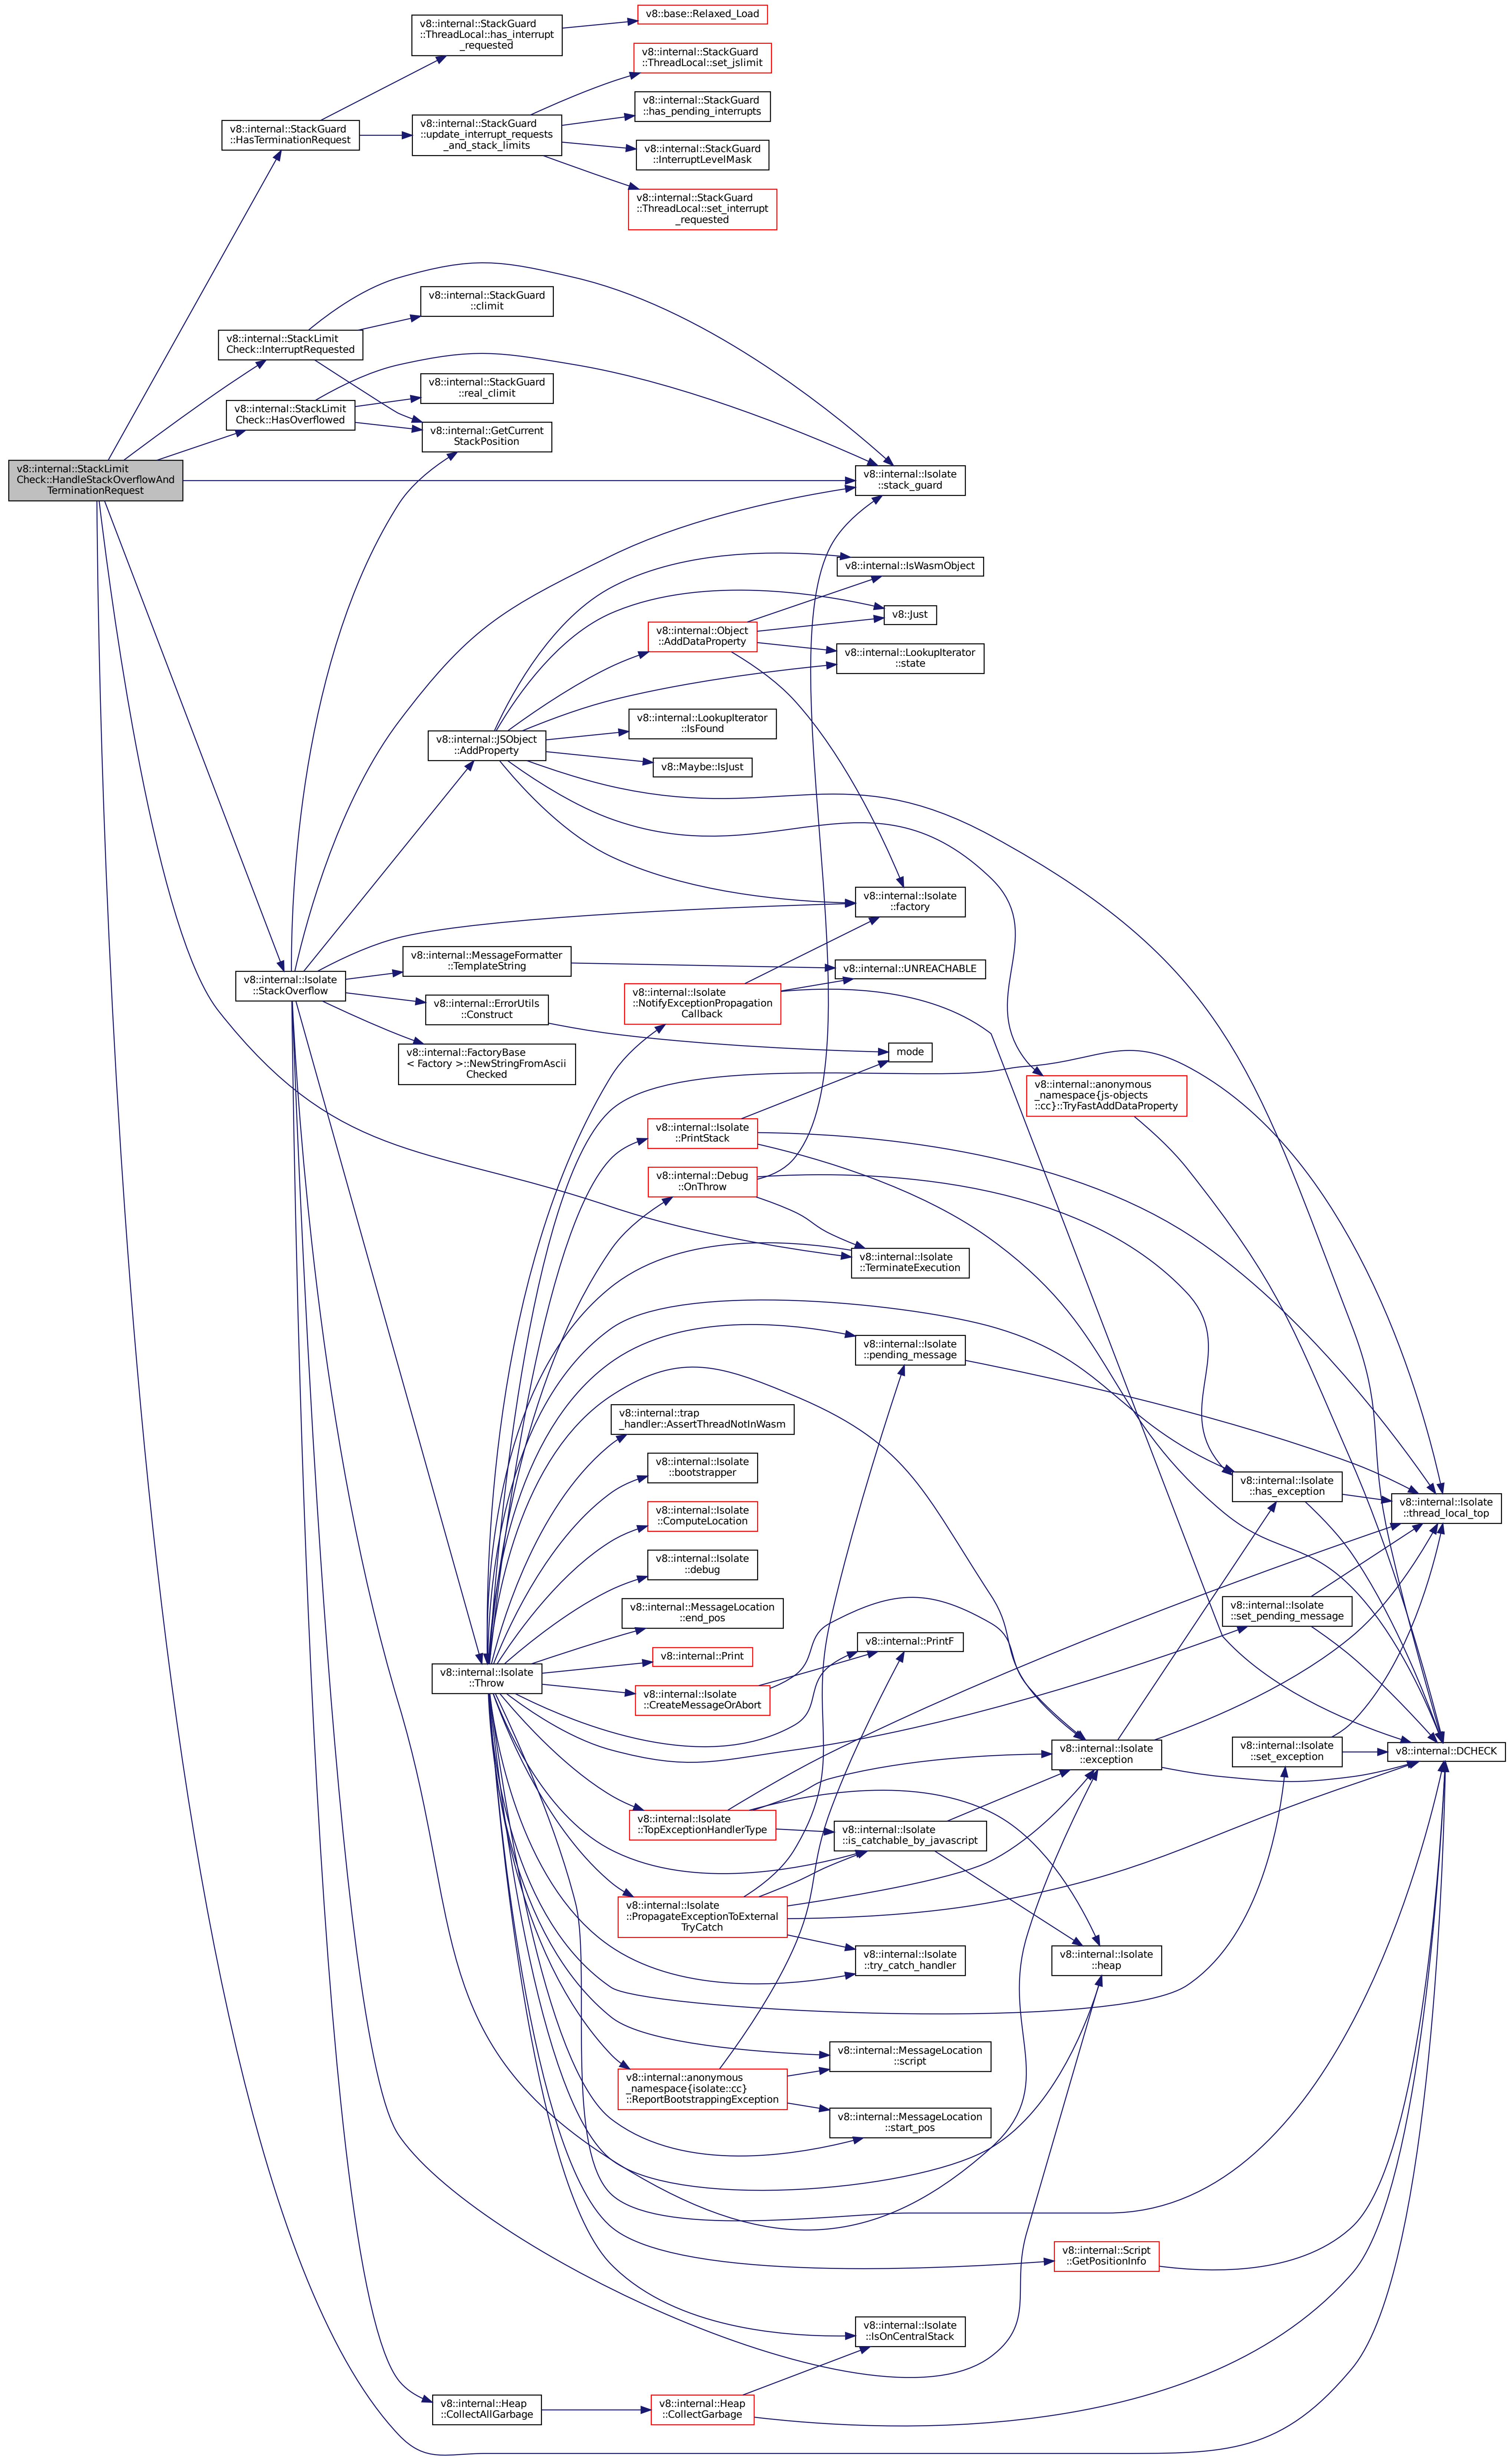 v8::base::Relaxed_Load
v8::internal::StackGuard
::ThreadLocal::has_interrupt
_requested
v8::internal::StackGuard
::ThreadLocal::set_jslimit
v8::internal::StackGuard
::has_pending_interrupts
v8::internal::StackGuard
::HasTerminationRequest
v8::internal::StackGuard
::update_interrupt_requests
_and_stack_limits
v8::internal::StackGuard
::InterruptLevelMask
v8::internal::StackGuard
::ThreadLocal::set_interrupt
_requested
v8::internal::StackGuard
::climit
v8::internal::StackLimit
Check::InterruptRequested
v8::internal::StackGuard
::real_climit
v8::internal::StackLimit
Check::HasOverflowed
v8::internal::GetCurrent
StackPosition
v8::internal::StackLimit
Check::HandleStackOverflowAnd
TerminationRequest
v8::internal::Isolate
::stack_guard
v8::internal::IsWasmObject
v8::Just
v8::internal::Object
::AddDataProperty
v8::internal::LookupIterator
::state
v8::internal::LookupIterator
::IsFound
v8::internal::JSObject
::AddProperty
v8::Maybe::IsJust
v8::internal::Isolate
::factory
v8::internal::MessageFormatter
::TemplateString
v8::internal::UNREACHABLE
v8::internal::Isolate
::StackOverflow
v8::internal::Isolate
::NotifyExceptionPropagation
Callback
v8::internal::ErrorUtils
::Construct
mode
v8::internal::FactoryBase
< Factory >::NewStringFromAscii
Checked
v8::internal::anonymous
_namespace{js-objects
::cc}::TryFastAddDataProperty
v8::internal::Isolate
::PrintStack
v8::internal::Debug
::OnThrow
v8::internal::Isolate
::TerminateExecution
v8::internal::Isolate
::pending_message
v8::internal::trap
_handler::AssertThreadNotInWasm
v8::internal::Isolate
::bootstrapper
v8::internal::Isolate
::has_exception
v8::internal::Isolate
::thread_local_top
v8::internal::Isolate
::ComputeLocation
v8::internal::Isolate
::debug
v8::internal::MessageLocation
::end_pos
v8::internal::Isolate
::set_pending_message
v8::internal::PrintF
v8::internal::Print
v8::internal::Isolate
::Throw
v8::internal::Isolate
::CreateMessageOrAbort
v8::internal::Isolate
::exception
v8::internal::Isolate
::set_exception
v8::internal::DCHECK
v8::internal::Isolate
::TopExceptionHandlerType
v8::internal::Isolate
::is_catchable_by_javascript
v8::internal::Isolate
::PropagateExceptionToExternal
TryCatch
v8::internal::Isolate
::try_catch_handler
v8::internal::Isolate
::heap
v8::internal::MessageLocation
::script
v8::internal::anonymous
_namespace{isolate::cc}
::ReportBootstrappingException
v8::internal::MessageLocation
::start_pos
v8::internal::Script
::GetPositionInfo
v8::internal::Isolate
::IsOnCentralStack
v8::internal::Heap
::CollectAllGarbage
v8::internal::Heap
::CollectGarbage